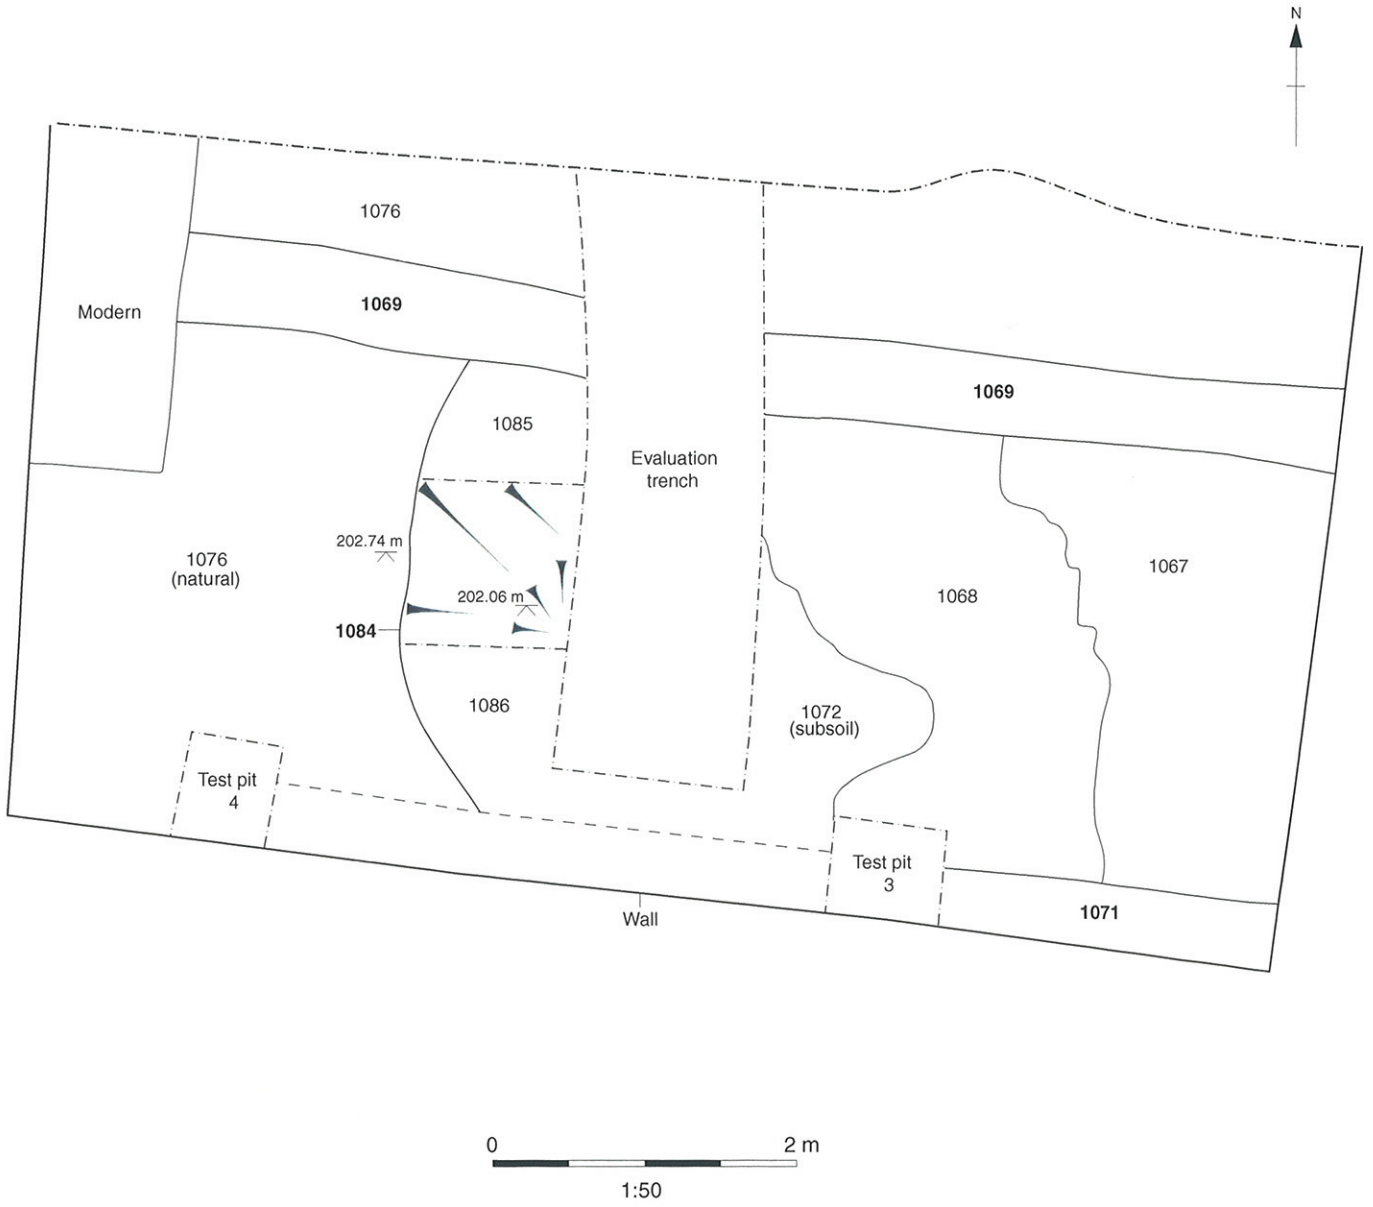 N
1076
1069
Modern
1069
1085
Evaluation
trench
202.74 m
1076
(natural)
1067
202.06 m
1068
1084
1086
1072
(subsoil)
Test pit
4
Test pit
3
1071
Wall
0
2 m
1:50